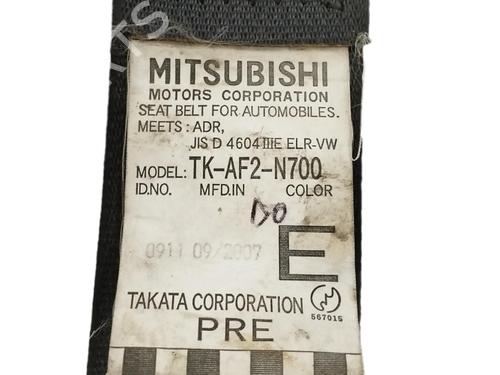 MITSUBISHI
MOTORS CORPORATION
SEAT BELT FOR AUTOMOBILES.
MEETS : ADR,
JIS D 4604 IIIE ELR-VW
MODEL: TK-AF2-N700
ID.NO. MFD.IN COLOR
DO
0911 09/2007
E
TAKATA CORPORATION
567015
PRE